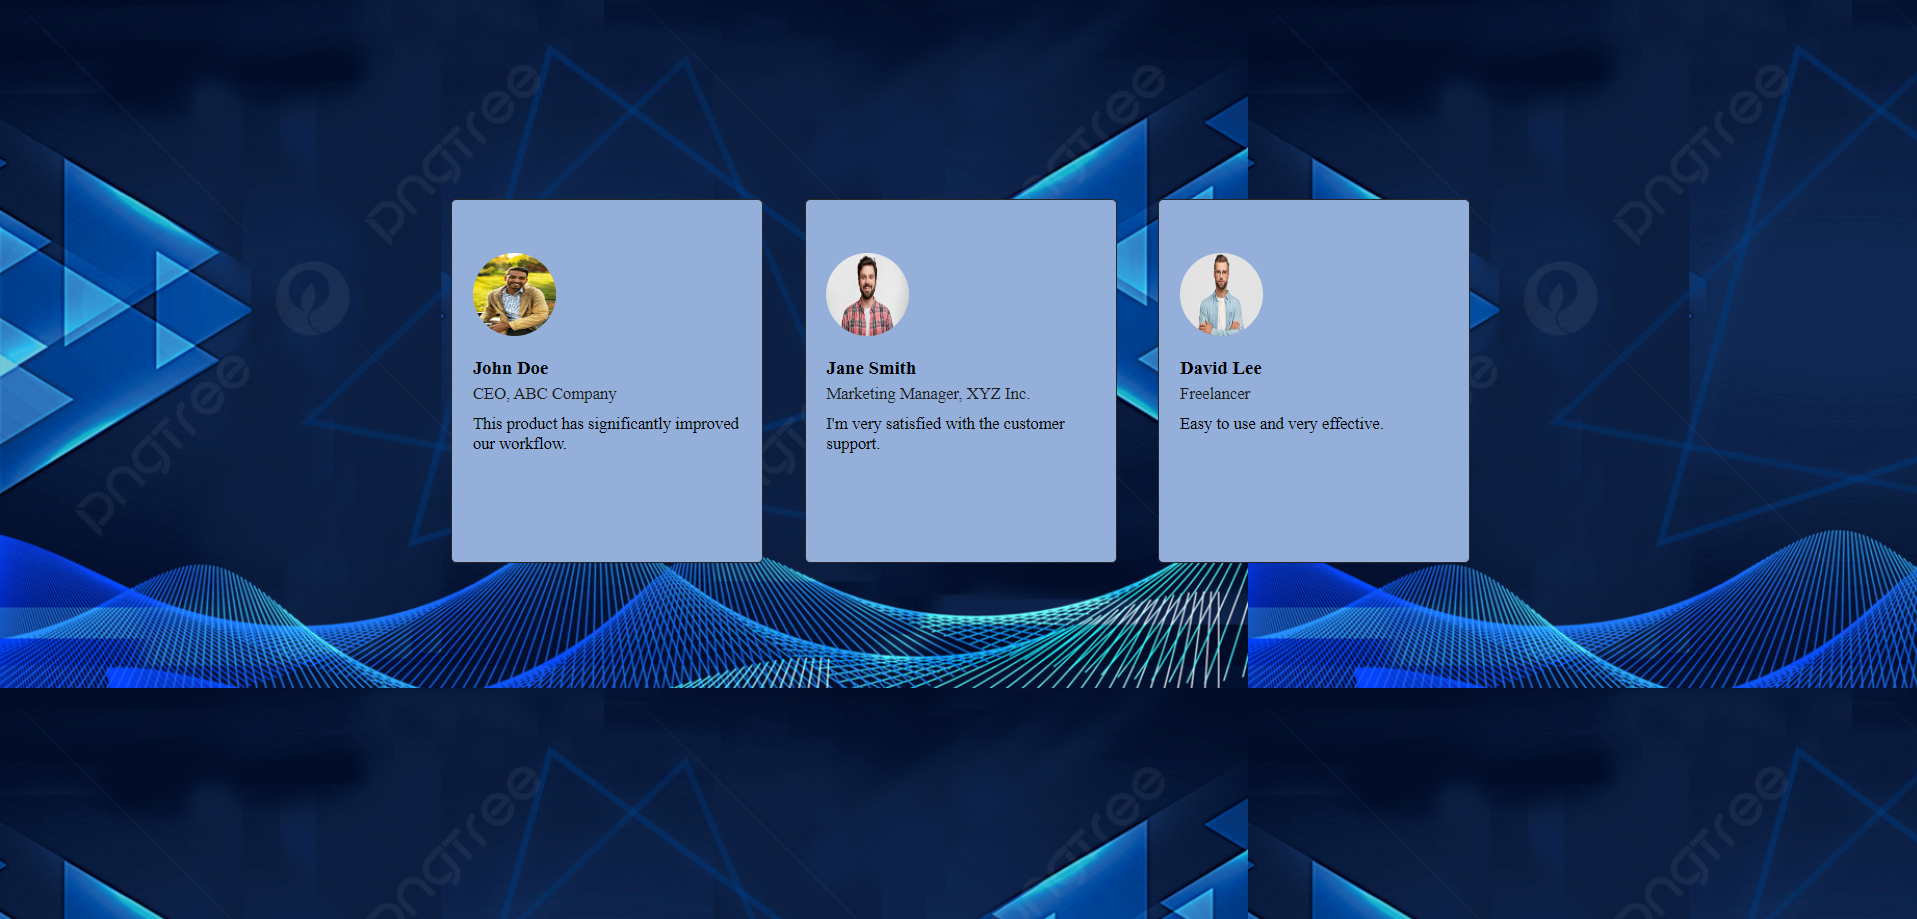 pngtree
pngtree
pngtree
John Doe
CEO, ABC Company
This product has significantly improved
our workflow.
Jane Smith
Marketing Manager, XYZ Inc.
I'm very satisfied with the customer
support.
David Lee
Freelancer
Easy to use and very effective.
pngtree
pngtree
pngtree
pngtree